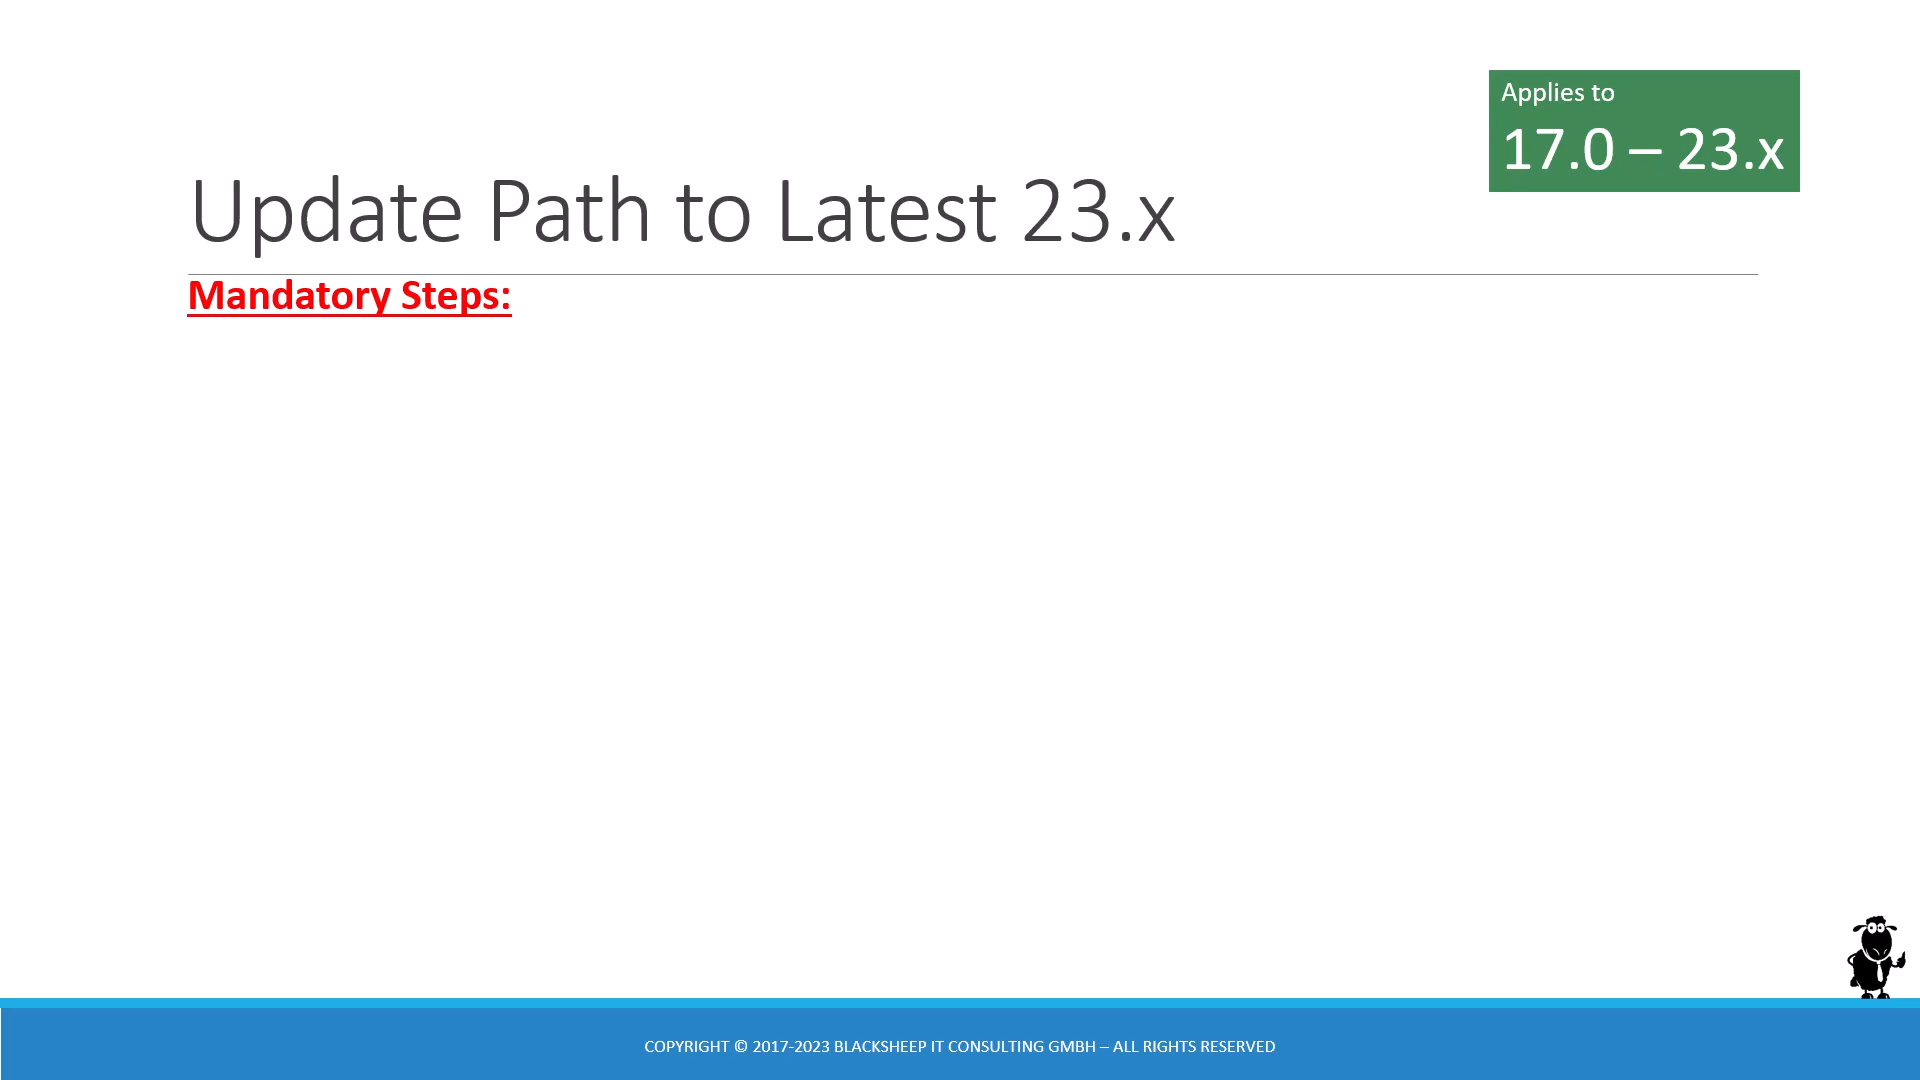 Applies to
17.0 – 23.x
Update Path to Latest 23.x
Mandatory Steps:
COPYRIGHT © 2017-2023 BLACKSHEEP IT CONSULTING GMBH – ALL RIGHTS RESERVED